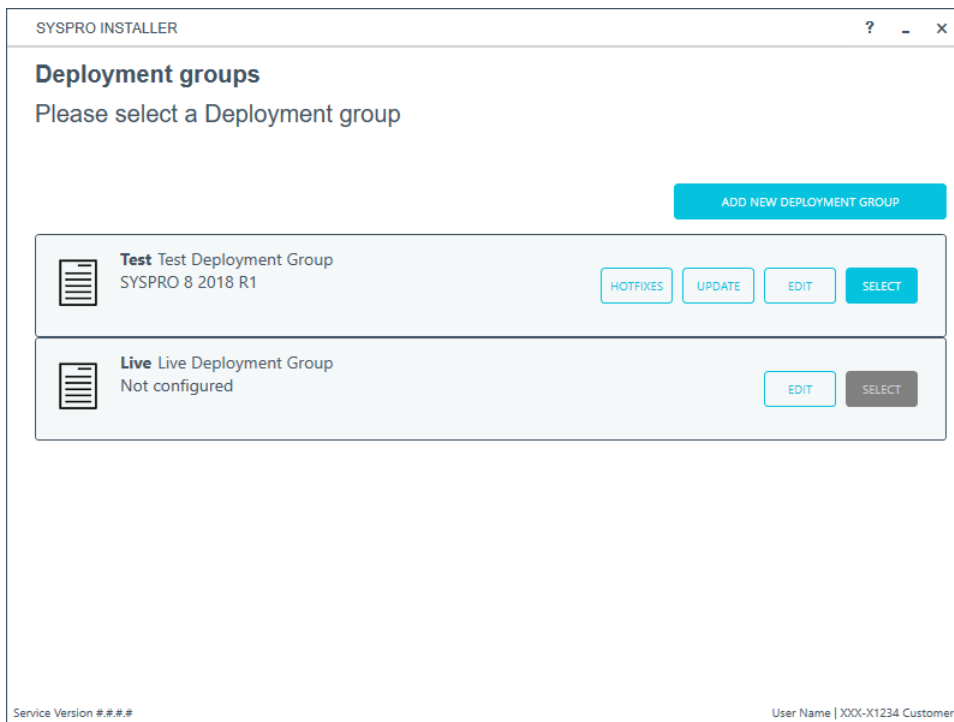 SYSPRO INSTALLER ? - ×
Deployment groups
Please select a Deployment group
ADD NEW DEPLOYMENT GROUP
Test Test Deployment Group
SYSPRO 8 2018 R1
HOTFIXES UPDATE EDIT SELECT
Live Live Deployment Group
Not configured
EDIT SELECT
Service Version #.#.#.# User Name | XXX-X1234 Customer